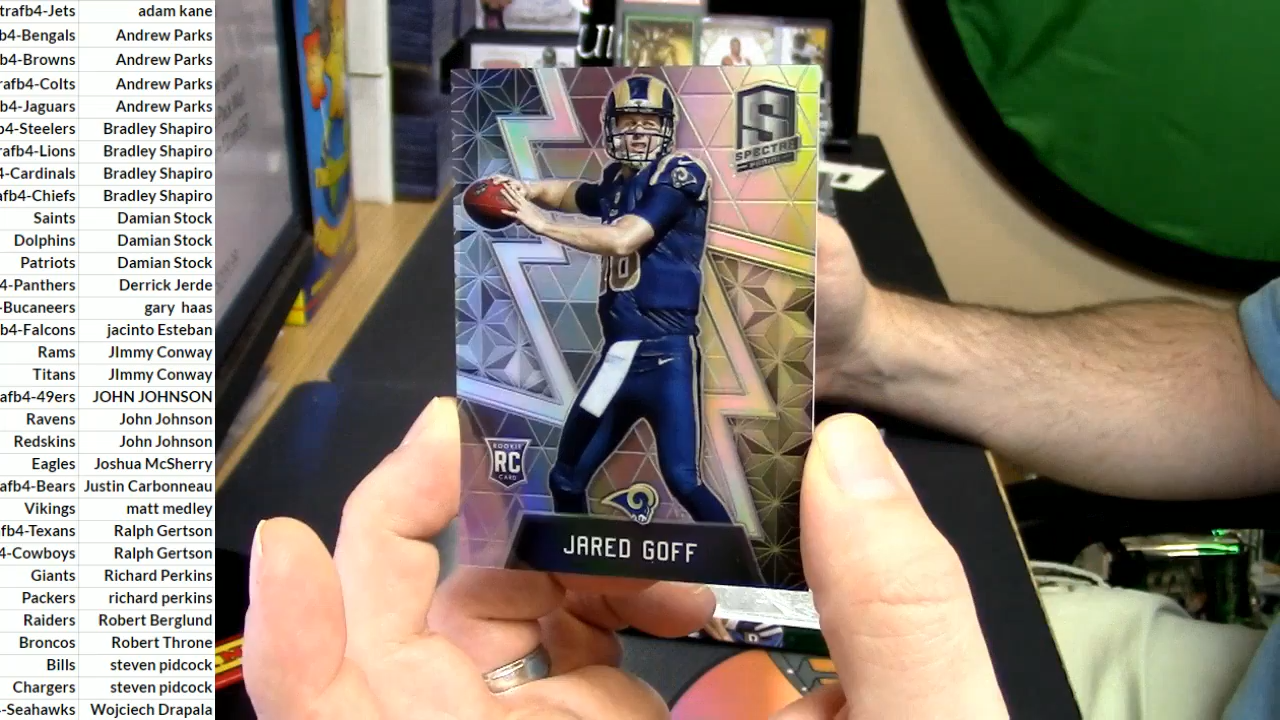 trafb4-Jets adam kane
b4-Bengals Andrew Parks
b4-Browns Andrew Parks
rafb4-Colts Andrew Parks
b4-Jaguars Andrew Parks
b4-Steelers Bradley Shapiro
rafb4-Lions Bradley Shapiro
4-Cardinals Bradley Shapiro
afb4-Chiefs Bradley Shapiro
Saints Damian Stock
Dolphins Damian Stock
Patriots Damian Stock
4-Panthers Derrick Jerde
-Bucaneers gary haas
fb4-Falcons jacinto Esteban
Rams JImmy Conway
Titans JImmy Conway
afb4-49ers JOHN JOHNSON
Ravens John Johnson
Redskins John Johnson
Eagles Joshua McSherry
afb4-Bears Justin Carbonneau
Vikings matt medley
fb4-Texans Ralph Gertson
4-Cowboys Ralph Gertson
Giants Richard Perkins
Packers richard perkins
Raiders Robert Berglund
Broncos Robert Throne
Bills steven pidcock
Chargers steven pidcock
-Seahawks Wojciech Drapala
S
SPECTRA
ROOKIE
RC
CARD
JARED GOFF